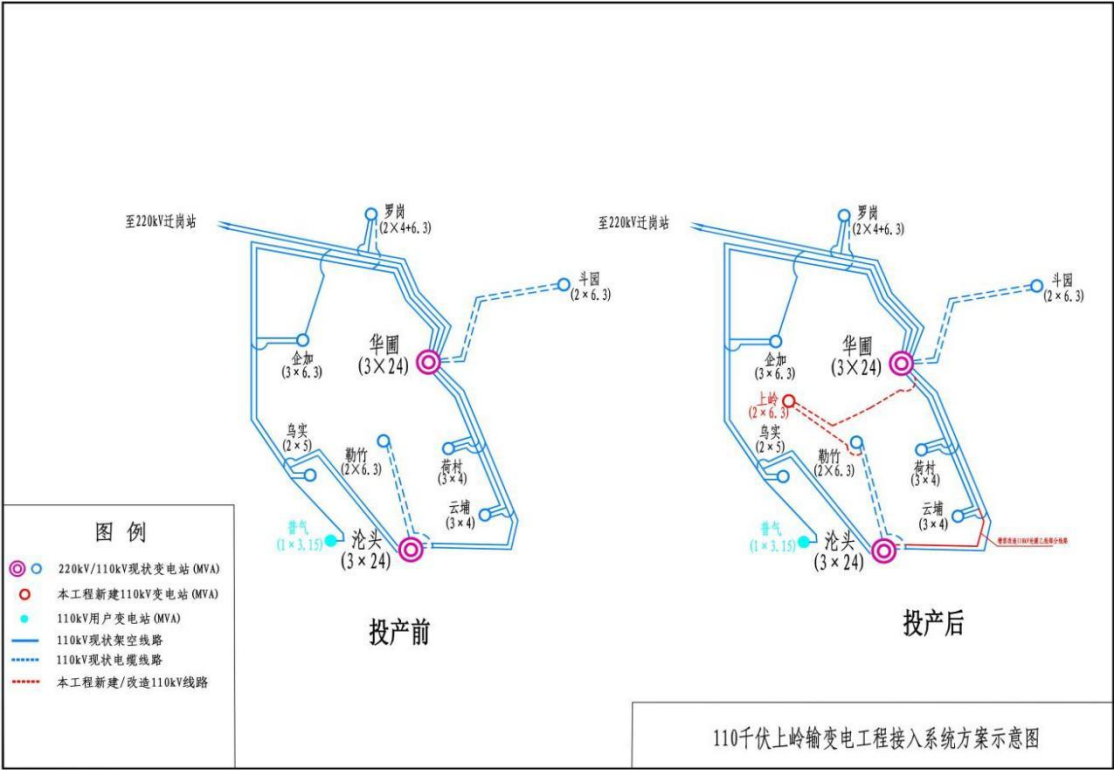 至220kV迁岗站
罗岗
(2×4+6.3)
斗园
(2×6.3)
华圃
(3×24)
企加
(3×6.3)
乌实
(2×5)
勒竹
(2×6.3)
荷村
(3×4)
云埔
(3×4)
普气
(1×3.15)
沧头
(3×24)
投产前
至220kV迁岗站
罗岗
(2×4+6.3)
斗园
(2×6.3)
华圃
(3×24)
企加
(3×6.3)
上岭
(2×6.3)
乌实
(2×5)
勒竹
(2×6.3)
荷村
(3×4)
云埔
(3×4)
普气
(1×3.15)
沧头
(3×24)
投产后
图 例
220kV/110kV现状变电站(MVA)
本工程新建110kV变电站(MVA)
110kV用户变电站(MVA)
110kV现状架空线路
110kV现状电缆线路
本工程新建/改造110kV线路
110千伏上岭输变电工程接入系统方案示意图